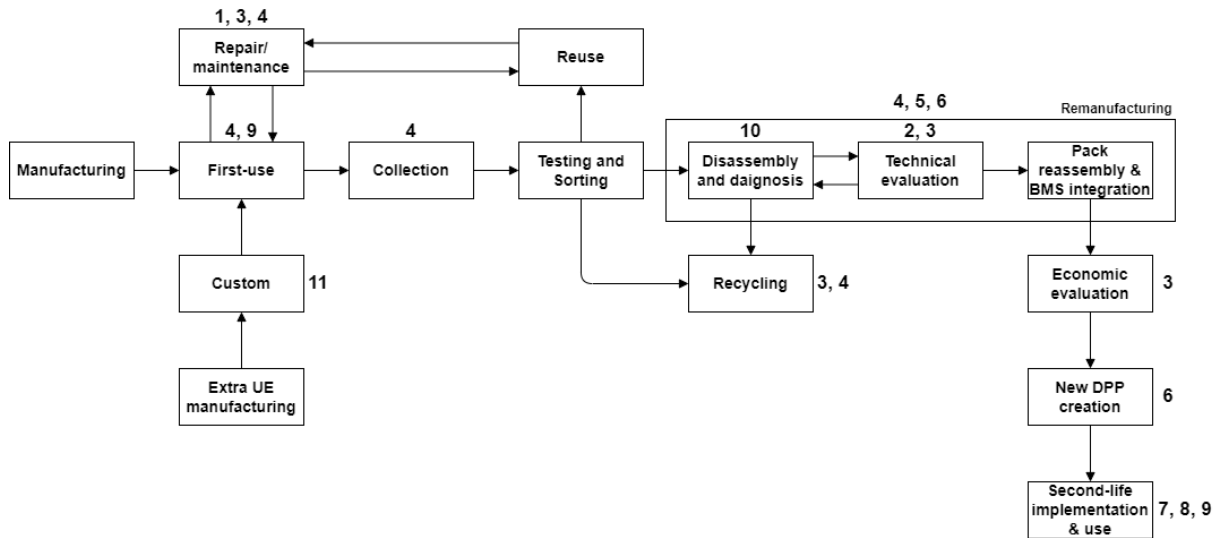 1, 3, 4
Repair/
maintenance
Reuse
4, 5, 6
Remanufacturing
4, 9
4
10
2, 3
Manufacturing
First-use
Collection
Testing and
Sorting
Disassembly
and daignosis
Technical
evaluation
Pack
reassembly &
BMS integration
Custom
11
Recycling
3, 4
Economic
evaluation
3
Extra UE
manufacturing
New DPP
creation
6
Second-life
implementation
& use
7, 8, 9